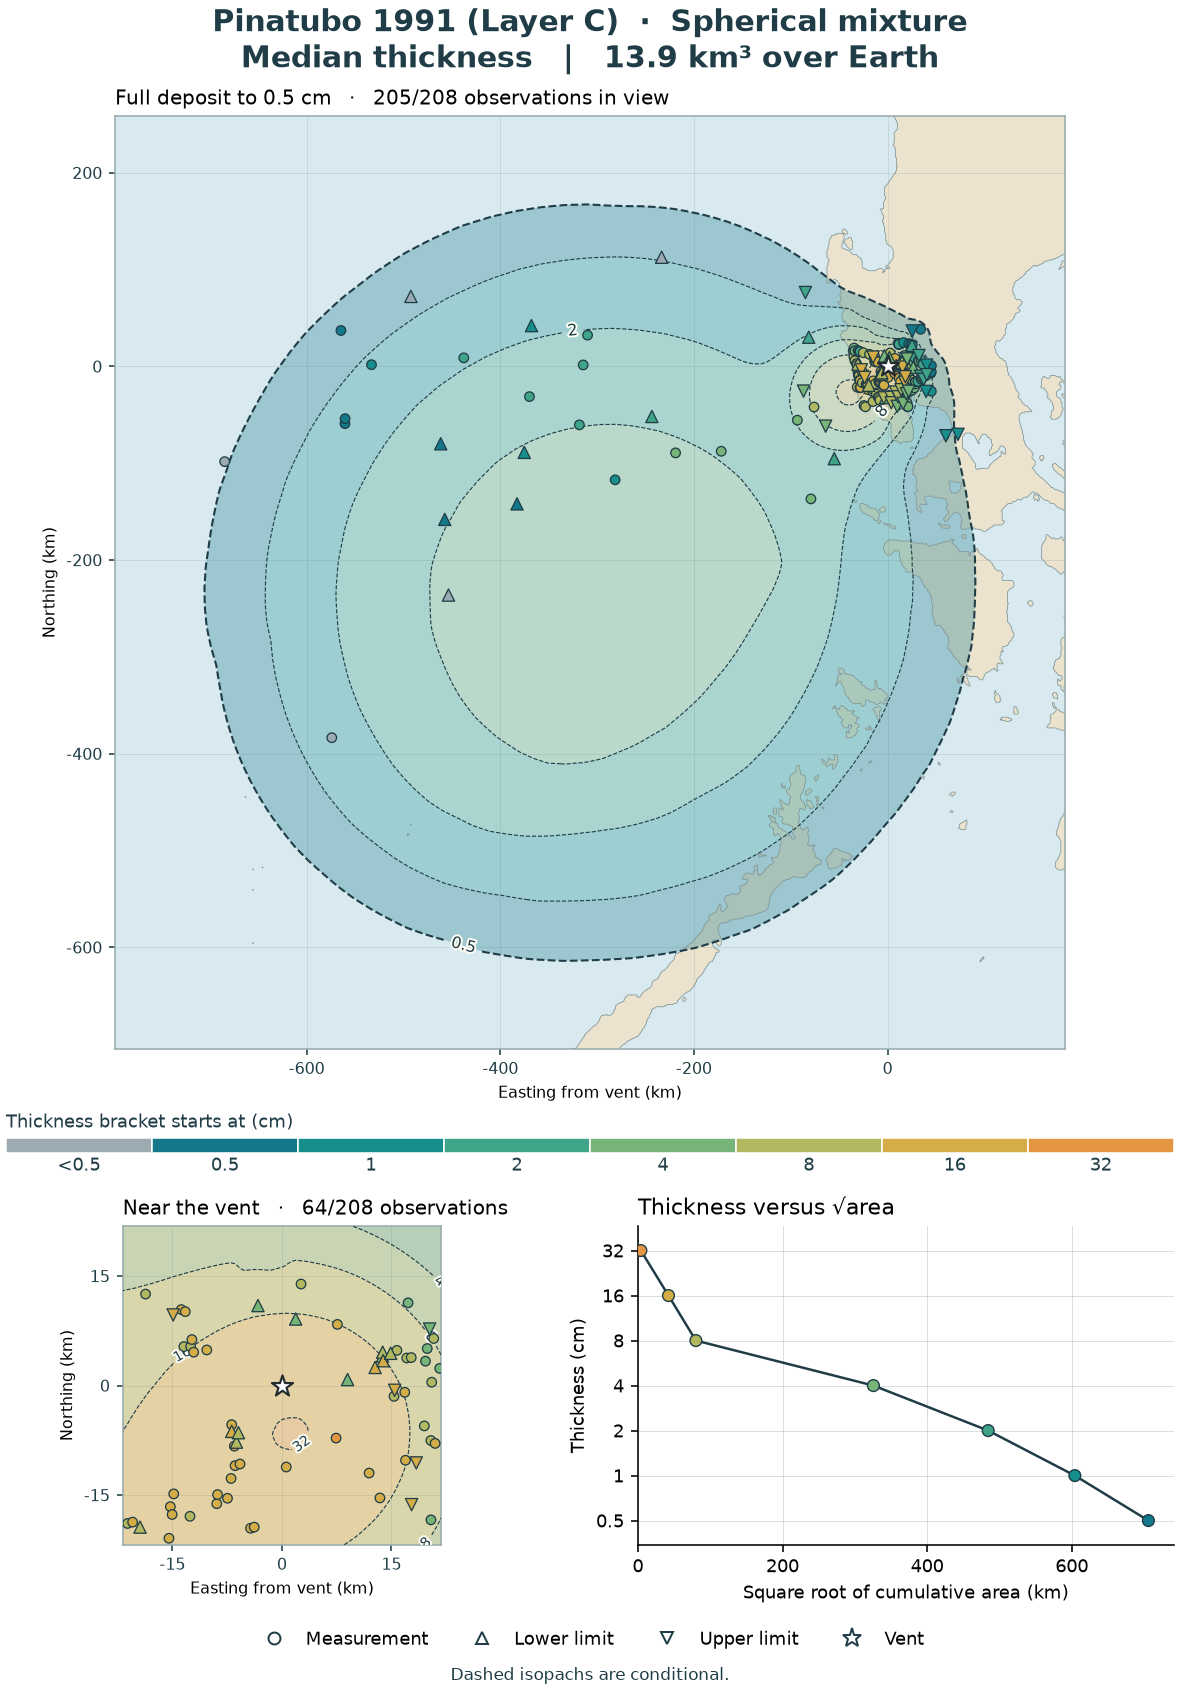 Pinatubo 1991 (Layer C)  ·  Spherical mixture
Median thickness  |  13.9 km³ over Earth
Full deposit to 0.5 cm  ·  205/208 observations in view
200
0
-200
-400
-600
Northing (km)
2
8
0.5
-600
-400
-200
0
Easting from vent (km)
Thickness bracket starts at (cm)
<0.5
0.5
1
2
4
8
16
32
Near the vent  ·  64/208 observations
15
0
-15
Northing (km)
4
16
32
8
-15
0
15
Easting from vent (km)
Thickness versus √area
32
16
8
4
2
1
0.5
Thickness (cm)
0
200
400
600
Square root of cumulative area (km)
Measurement
Lower limit
Upper limit
Vent
Dashed isopachs are conditional.